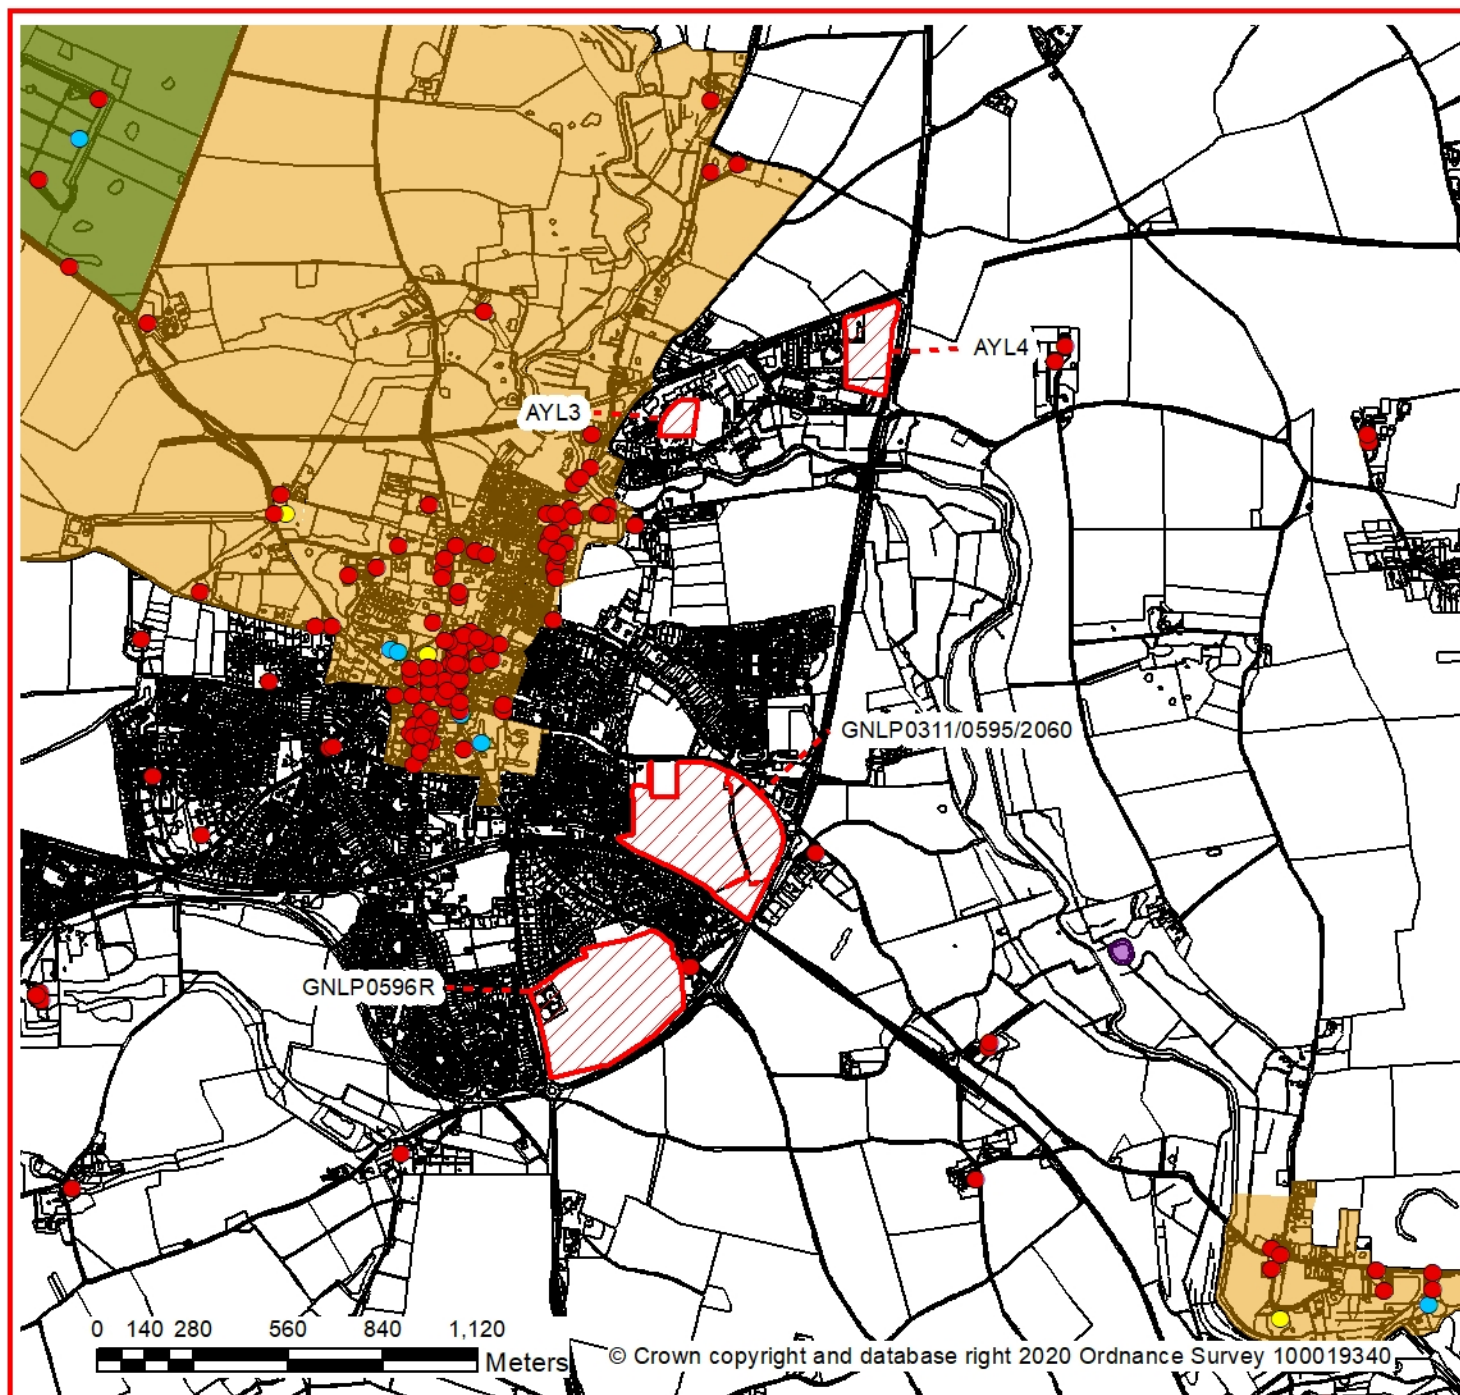 AYL4
AYL3
GNLP0311/0595/2060
GNLP0596R
0 140 280 560 840 1,120
Meters
© Crown copyright and database right 2020 Ordnance Survey 100019340